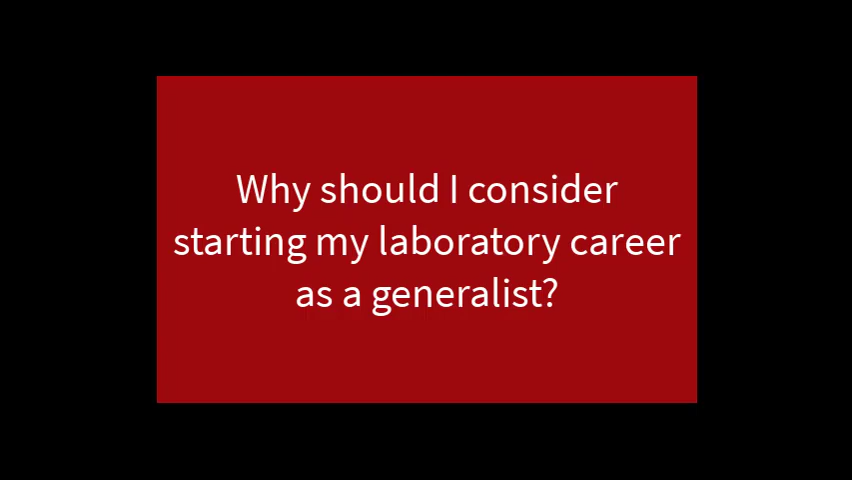 Why should I consider
starting my laboratory career
as a generalist?